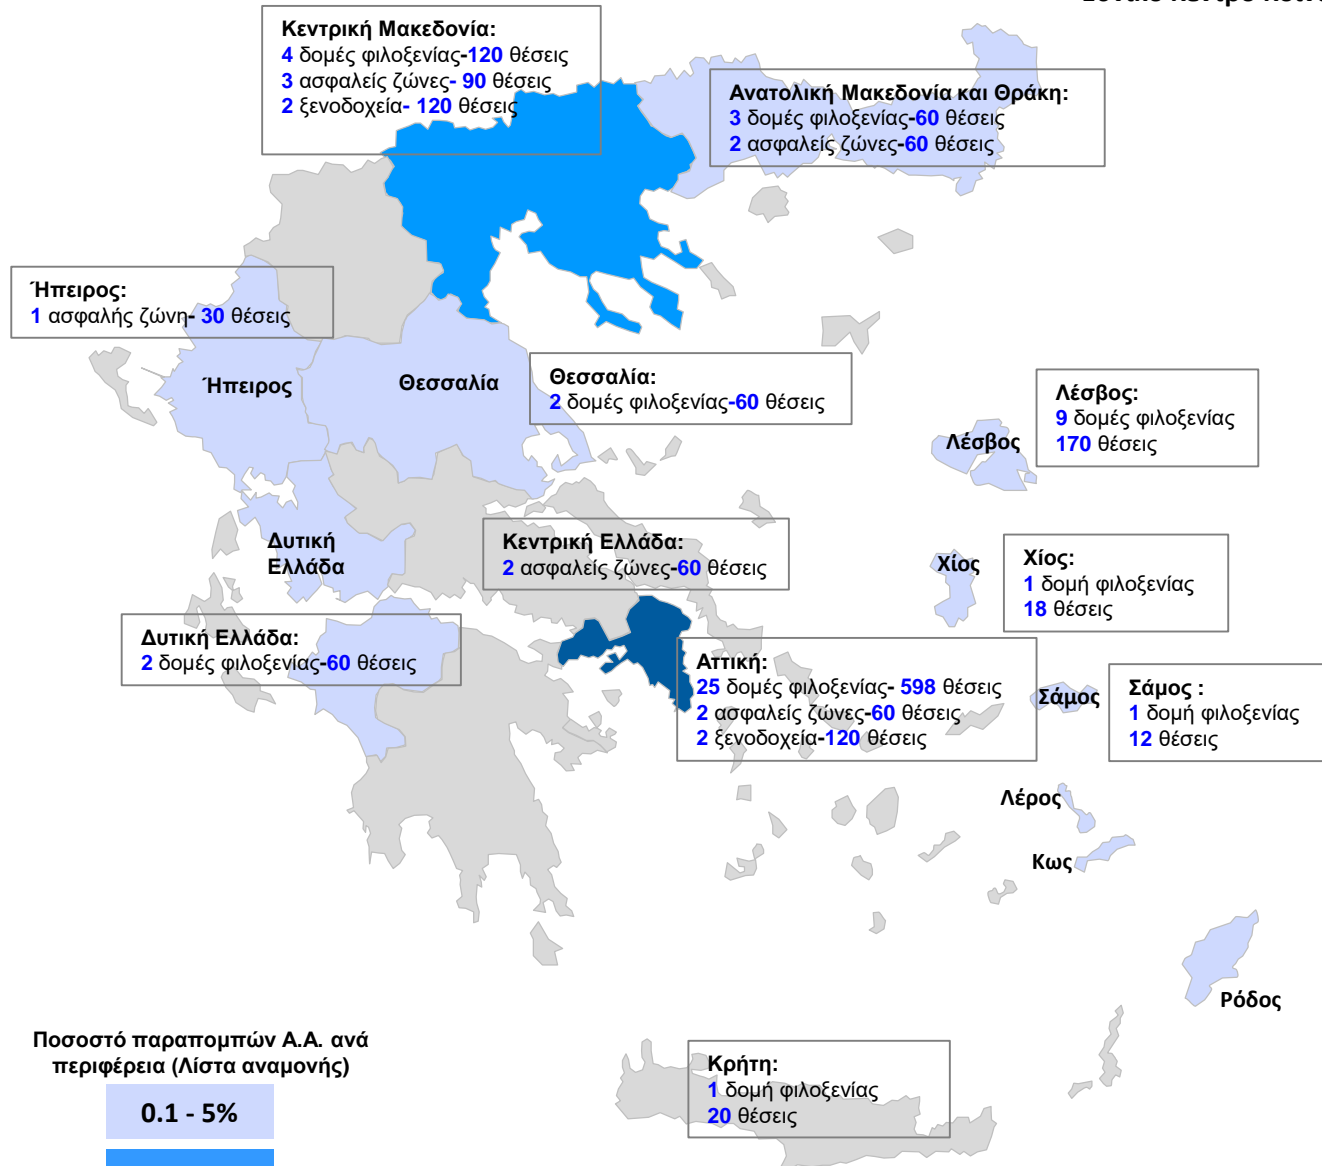 Κεντρική Μακεδονία:
4 δομές φιλοξενίας-120 θέσεις
3 ασφαλείς ζώνες- 90 θέσεις
2 ξενοδοχεία- 120 θέσεις
Ανατολική Μακεδονία και Θράκη:
3 δομές φιλοξενίας-60 θέσεις
2 ασφαλείς ζώνες-60 θέσεις
Ήπειρος:
1 ασφαλής ζώνη- 30 θέσεις
Ήπειρος
Θεσσαλία
Θεσσαλία:
2 δομές φιλοξενίας-60 θέσεις
Λέσβος:
9 δομές φιλοξενίας
170 θέσεις
Λέσβος
Δυτική
Ελλάδα
Κεντρική Ελλάδα:
2 ασφαλείς ζώνες-60 θέσεις
Χίος
Χίος:
1 δομή φιλοξενίας
18 θέσεις
Δυτική Ελλάδα:
2 δομές φιλοξενίας-60 θέσεις
Αττική:
25 δομές φιλοξενίας- 598 θέσεις
2 ασφαλείς ζώνες-60 θέσεις
2 ξενοδοχεία-120 θέσεις
Σάμος
Σάμος :
1 δομή φιλοξενίας
12 θέσεις
Λέρος
Κως
Ρόδος
Ποσοστό παραπομπών Α.Α. ανά
περιφέρεια (Λίστα αναμονής)
0.1 - 5%
Κρήτη:
1 δομή φιλοξενίας
20 θέσεις